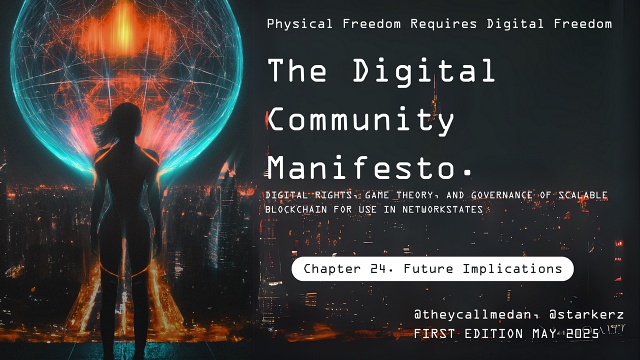 Physical Freedom Requires Digital Freedom
The Digital
Community
Manifesto.
DIGITAL RIGHTS, GAME THEORY, AND GOVERNANCE OF SCALABLE
BLOCKCHAIN FOR USE IN NETWORKSTATES
Chapter 24. Future Implications
@theycallmedan, @starkerz
FIRST EDITION MAY 2025